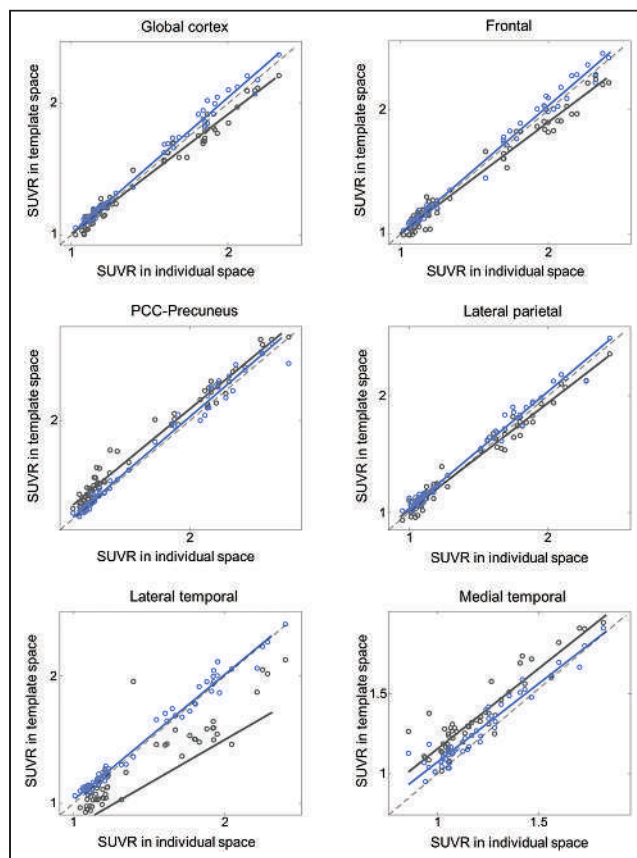 Global cortex
SUVR in template space
2
1
1
2
SUVR in individual space
Frontal
SUVR in template space
2
1
1
2
SUVR in individual space
PCC-Precuneus
SUVR in template space
2
2
SUVR in individual space
Lateral parietal
SUVR in template space
2
1
1
2
SUVR in individual space
Lateral temporal
SUVR in template space
2
1
1
2
SUVR in individual space
Medial temporal
SUVR in template space
1.5
1
1
1.5
SUVR in individual space